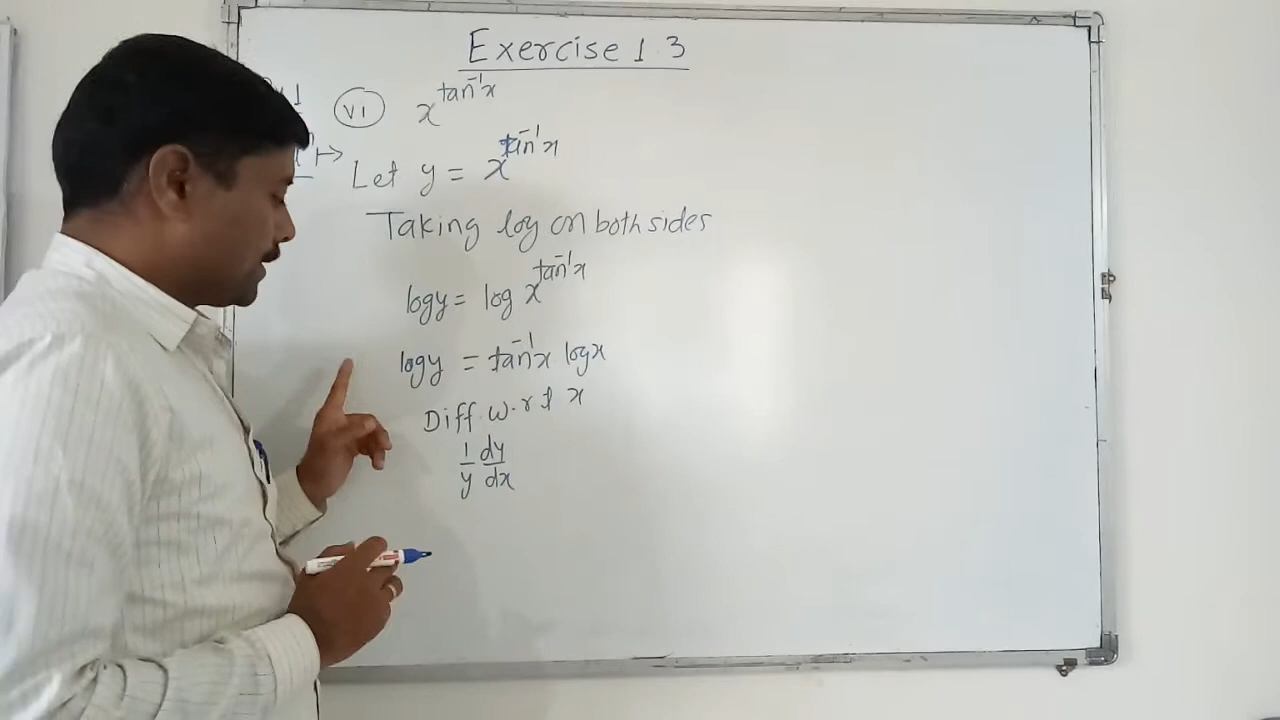 Exercise 1.3
(VI) x^tan⁻¹x
Let y = x^tan⁻¹x
Taking log on both sides
logy = log x^tan⁻¹x
logy = tan⁻¹x logx
Diff. w.r.t x
1/y dy/dx